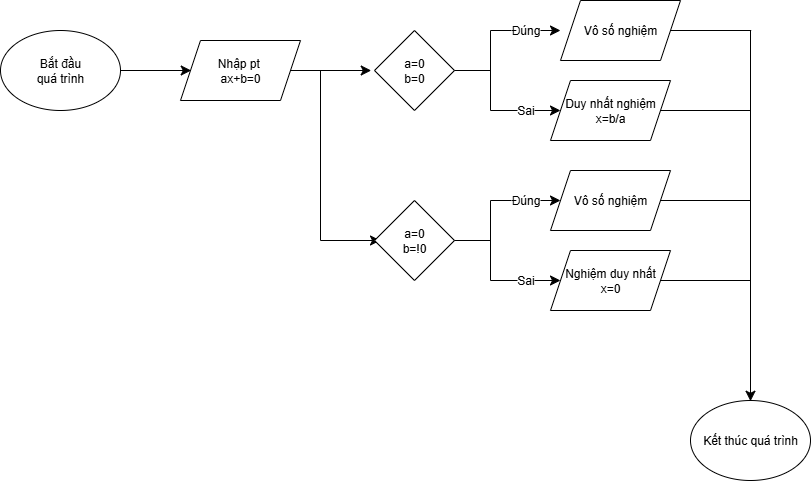 Bắt đầu
quá trình
Nhập pt
ax+b=0
a=0
b=0
Đúng
Vô số nghiệm
Sai
Duy nhất nghiệm
x=b/a
a=0
b=!0
Đúng
Vô số nghiệm
Sai
Nghiệm duy nhất
x=0
Kết thúc quá trình